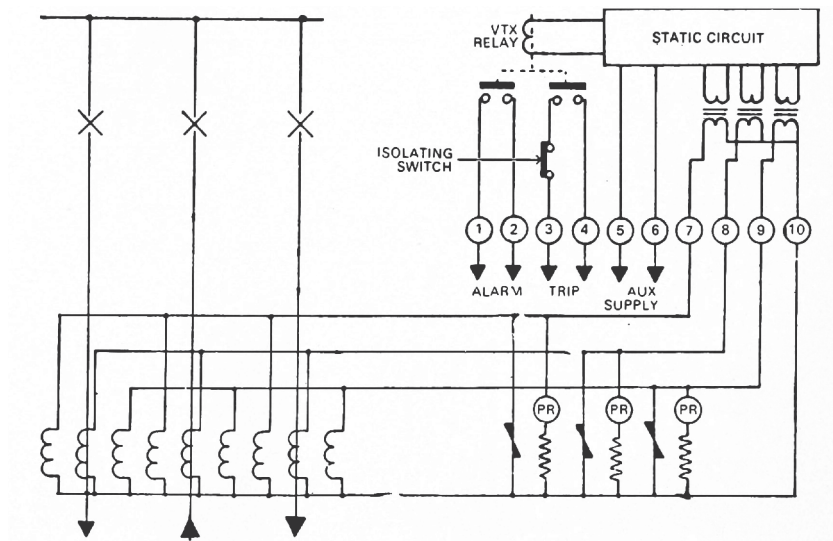 VTX
RELAY
STATIC CIRCUIT
ISOLATING
SWITCH
1 2 3 4 5 6 7 8 9 10
ALARM TRIP AUX
SUPPLY
PR PR PR